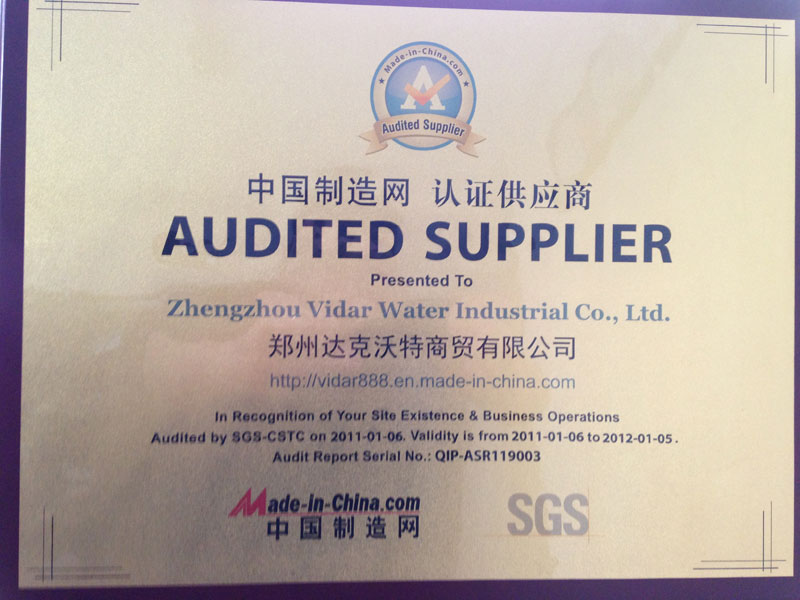 Made-in-China.com
A
Audited Supplier
中国制造网 认证供应商
AUDITED SUPPLIER
Presented To
Zhengzhou Vidar Water Industrial Co., Ltd.
郑州达克沃特商贸有限公司
http://vidar888.en.made-in-china.com
In Recognition of Your Site Existence & Business Operations
Audited by SGS-CSTC on 2011-01-06. Validity is from 2011-01-06 to 2012-01-05.
Audit Report Serial No.: QIP-ASR119003
Made-in-China.com
中国制造网
SGS